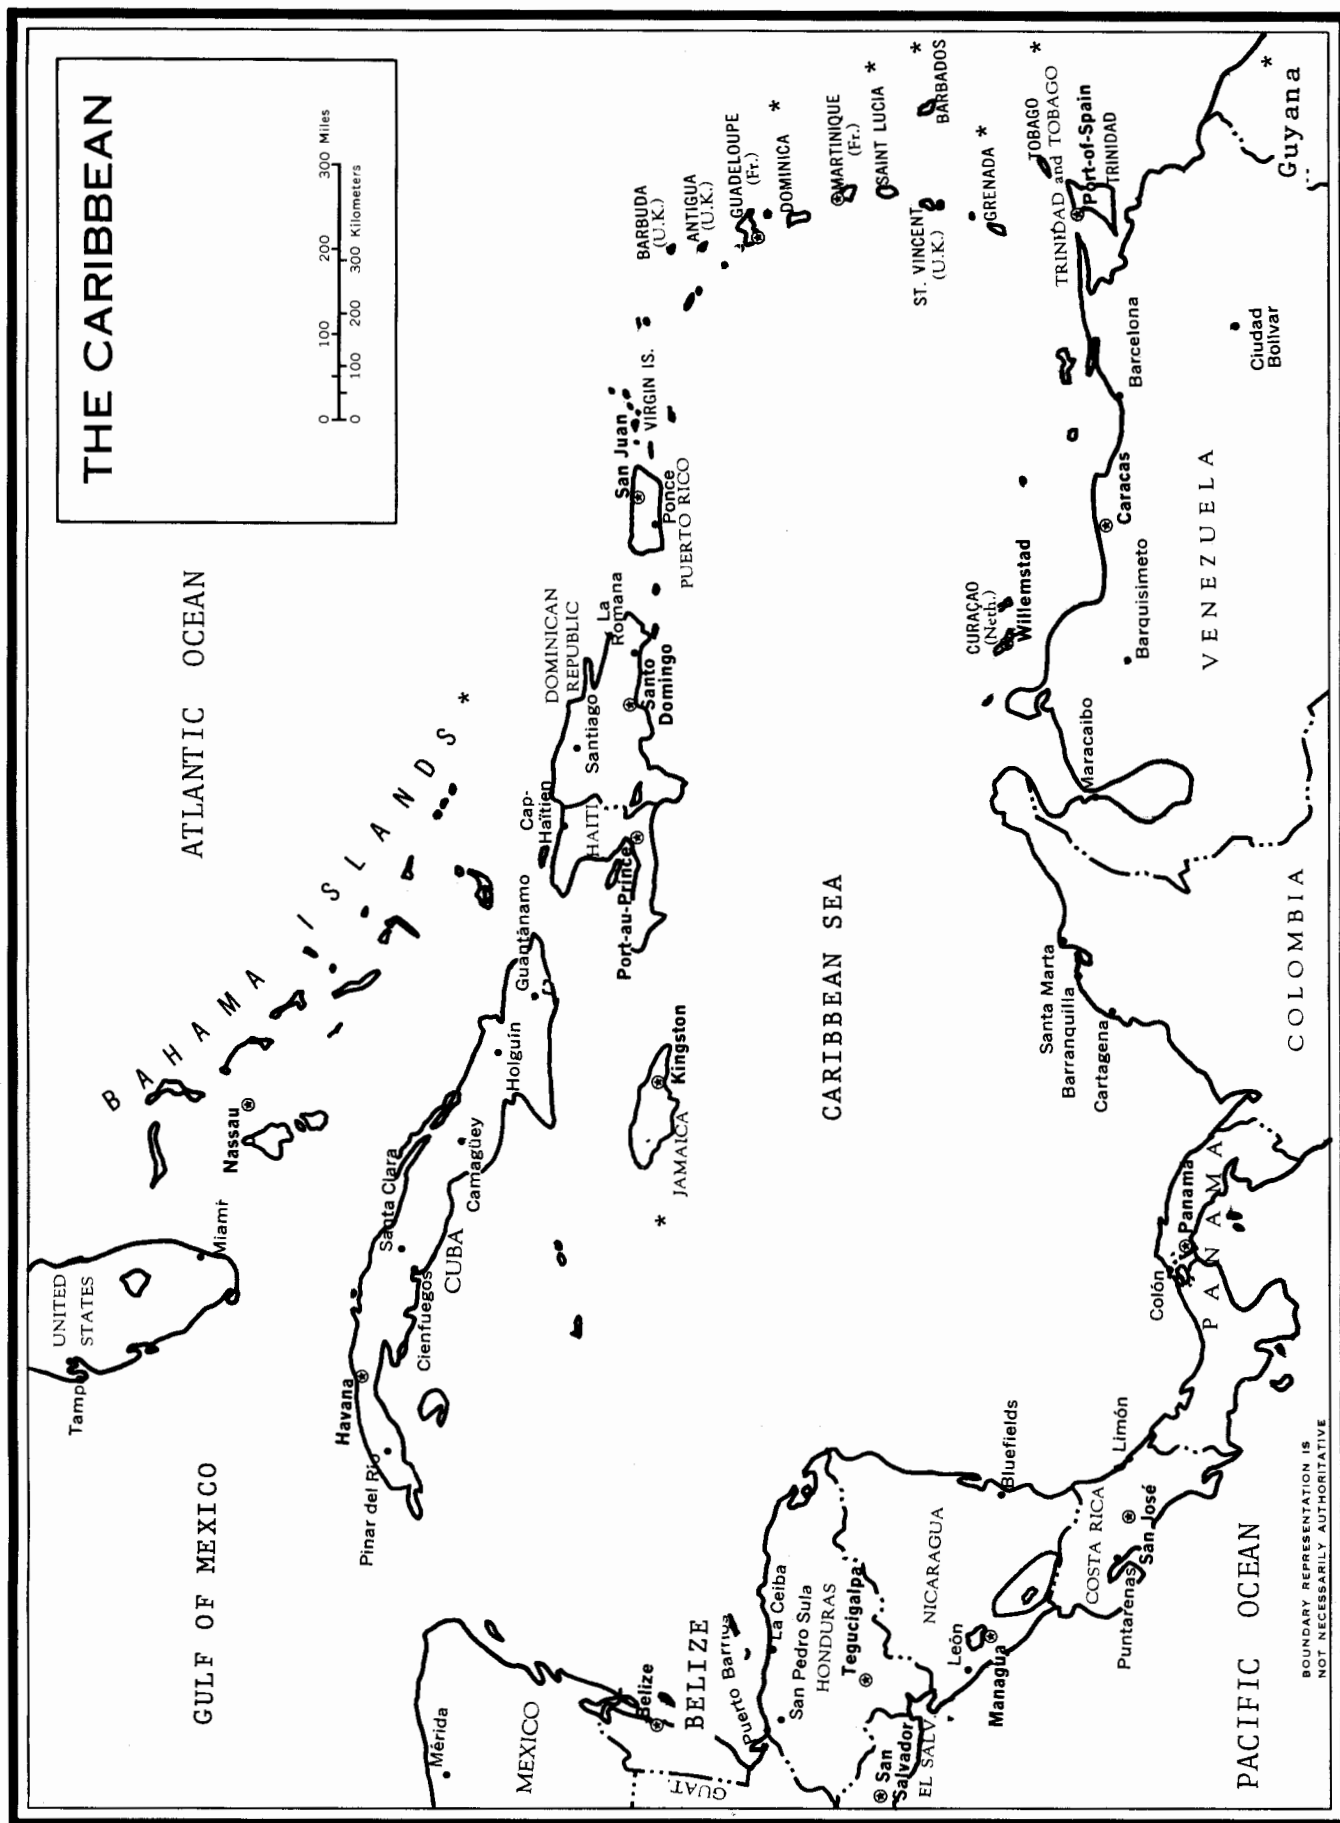 THE CARIBBEAN
0 100 200 300 Miles
0 100 200 300 Kilometers
ATLANTIC OCEAN
GULF OF MEXICO
UNITED
STATES
Miami
BAHAMA ISLANDS *
Nassau
Havana
Pinar del Río
Cienfuegos
Santa Clara
CUBA
Camagüey
Holguín
Guantánamo
Cap-
Haïtien
HAITI
Port-au-Prince
DOMINICAN
REPUBLIC
Santiago
La
Romana
Santo
Domingo
San Juan
Ponce
PUERTO RICO
VIRGIN IS.
BARBUDA
(U.K.)
ANTIGUA
(U.K.)
GUADELOUPE
(Fr.)
DOMINICA *
MARTINIQUE
(Fr.)
SAINT LUCIA *
ST. VINCENT
(U.K.)
BARBADOS *
GRENADA *
TOBAGO
TRINIDAD and TOBAGO *
Port-of-Spain
TRINIDAD
Guyana *
JAMAICA *
Kingston
CARIBBEAN SEA
Mérida
MEXICO
Belize
BELIZE
GUAT.
Puerto Barrios
La Ceiba
San Pedro Sula
HONDURAS
Tegucigalpa
San
Salvador
EL SALV.
NICARAGUA
León
Managua
Bluefields
COSTA RICA
Limón
San José
Puntarenas
Colón
Panama
PANAMA
Santa Marta
Barranquilla
Cartagena
COLOMBIA
Maracaibo
CURAÇAO
(Neth.)
Willemstad
Barquisimeto
Caracas
VENEZUELA
Barcelona
Ciudad
Bolívar
PACIFIC OCEAN
BOUNDARY REPRESENTATION IS
NOT NECESSARILY AUTHORITATIVE